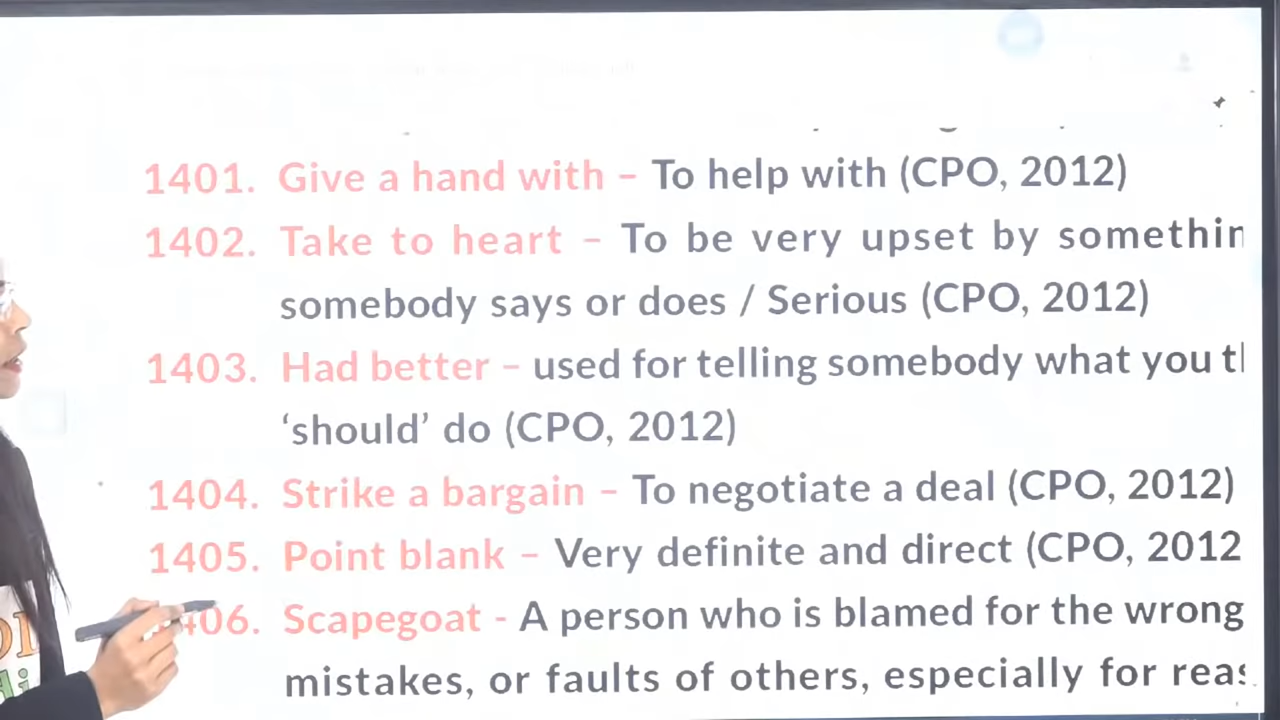 1401. Give a hand with – To help with (CPO, 2012)
1402. Take to heart – To be very upset by
somebody says or does / Serious (CPO, 2012)
1403. Had better – used for telling somebody what you
‘should’ do (CPO, 2012)
1404. Strike a bargain – To negotiate a deal (CPO, 2012)
1405. Point blank – Very definite and direct (CPO, 2012
Scapegoat - A person who is blamed for the wrong
mistakes, or faults of others, especially for